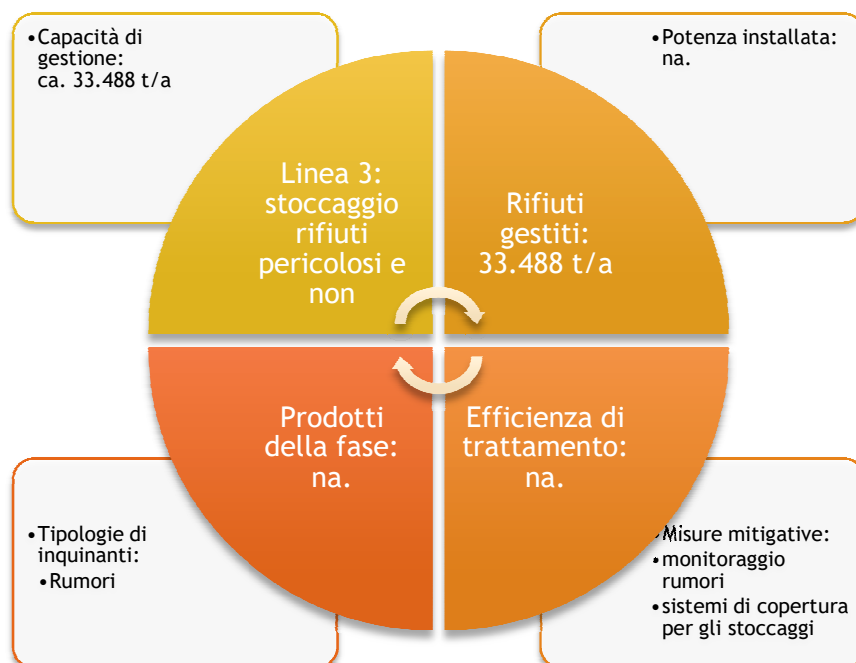 •Capacità di
gestione:
ca. 33.488 t/a
•Potenza installata:
na.
Linea 3:
stoccaggio
rifiuti
pericolosi e
non
Rifiuti
gestiti:
33.488 t/a
Prodotti
della fase:
na.
Efficienza di
trattamento:
na.
•Tipologie di
inquinanti:
•Rumori
•Misure mitigative:
•monitoraggio
rumori
•sistemi di copertura
per gli stoccaggi